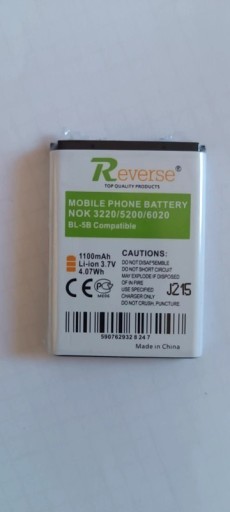 Reverse®
TOP QUALITY PRODUCTS
MOBILE PHONE BATTERY
NOK 3220/5200/6020
BL-5B Compatible
1100mAh
Li-ion 3.7V
4.07Wh
CE
CAUTIONS:
DO NOT DISASSEMBLE
DO NOT SHORT CIRCUIT
MAY EXPLODE IF DISPOSED
OF IN FIRE
USE SPECIFIED
CHARGER ONLY
DO NOT CRUSH, PUNCTURE
J215
590762932 8 24 7
Made in China